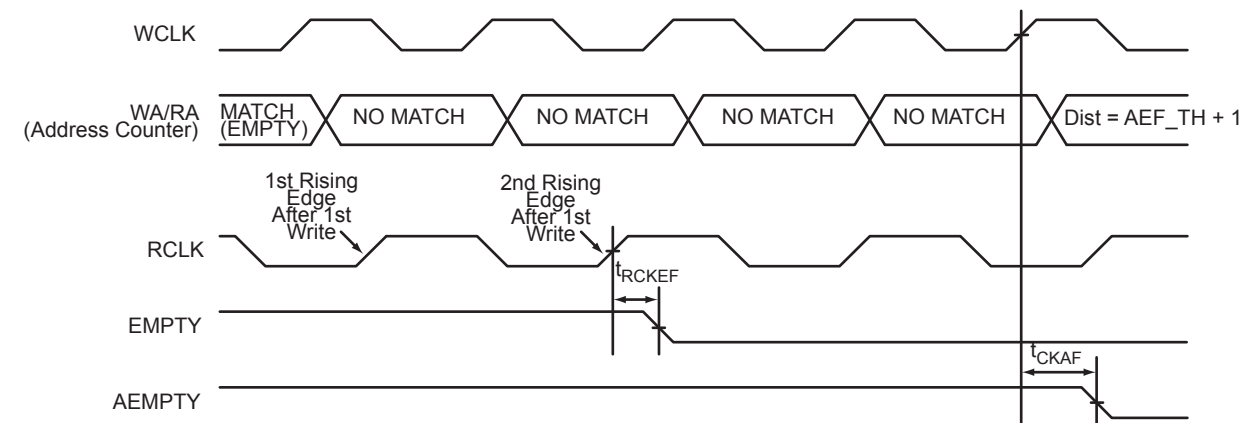 WCLK
WA/RA
(Address Counter)
MATCH
(EMPTY)
NO MATCH
NO MATCH
NO MATCH
NO MATCH
Dist = AEF_TH + 1
1st Rising
Edge
After 1st
Write
2nd Rising
Edge
After 1st
Write
RCLK
tRCKEF
EMPTY
tCKAF
AEMPTY